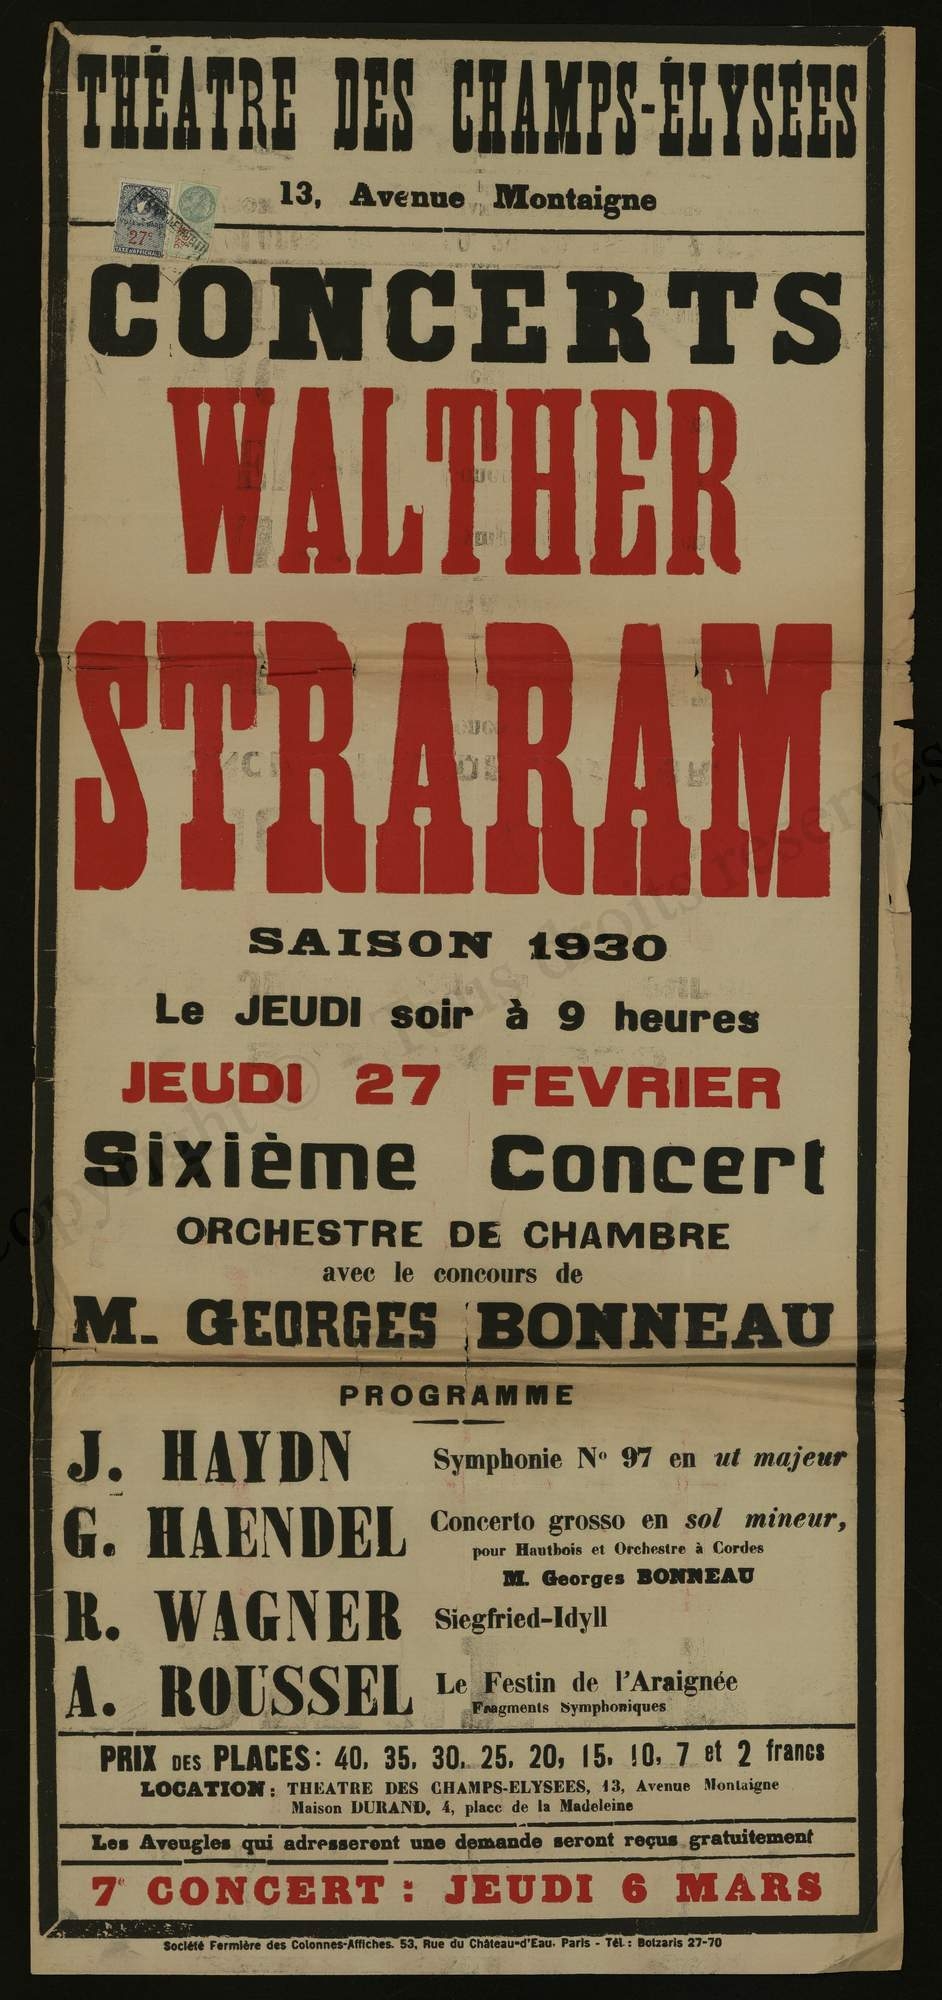 THÉATRE DES CHAMPS-ÉLYSÉES
13, Avenue Montaigne
27c
CONCERTS
WALTHER
STRARAM
SAISON 1930
Le JEUDI soir à 9 heures
JEUDI 27 FEVRIER
Sixième Concert
ORCHESTRE DE CHAMBRE
avec le concours de
M. GEORGES BONNEAU
PROGRAMME
J. HAYDN Symphonie No 97 en ut majeur
G. HAENDEL Concerto grosso en sol mineur,
pour Hautbois et Orchestre à Cordes
M. Georges BONNEAU
R. WAGNER Siegfried-Idyll
A. ROUSSEL Le Festin de l'Araignée
Fragments Symphoniques
PRIX DES PLACES: 40, 35, 30, 25, 20, 15, 10, 7 et 2 francs
LOCATION: THEATRE DES CHAMPS-ELYSEES, 13, Avenue Montaigne
Maison DURAND, 4, place de la Madeleine
Les Aveugles qui adresseront une demande seront reçus gratuitement
7e CONCERT: JEUDI 6 MARS
Société Fermière des Colonnes-Affiches. 53, Rue du Château-d'Eau. Paris - Tél.: Botzaris 27-70
Copyright © - Tous droits réservés